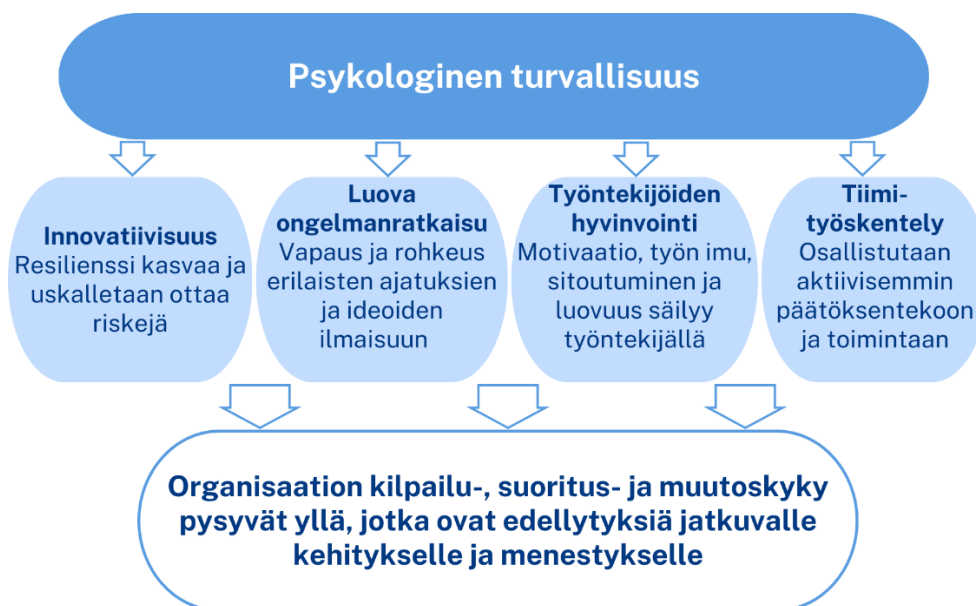 Psykologinen turvallisuus
Innovatiivisuus
Resilienssi kasvaa ja
uskalletaan ottaa
riskejä
Luova
ongelmanratkaisu
Vapaus ja rohkeus
erilaisten ajatuksien
ja ideoiden
ilmaisuun
Työntekijöiden
hyvinvointi
Motivaatio, työn imu,
sitoutuminen ja
luovuus säilyy
työntekijällä
Tiimi-
työskentely
Osallistutaan
aktiivisemmin
päätöksentekoon
ja toimintaan
Organisaation kilpailu-, suoritus- ja muutoskyky
pysyvät yllä, jotka ovat edellytyksiä jatkuvalle
kehitykselle ja menestykselle